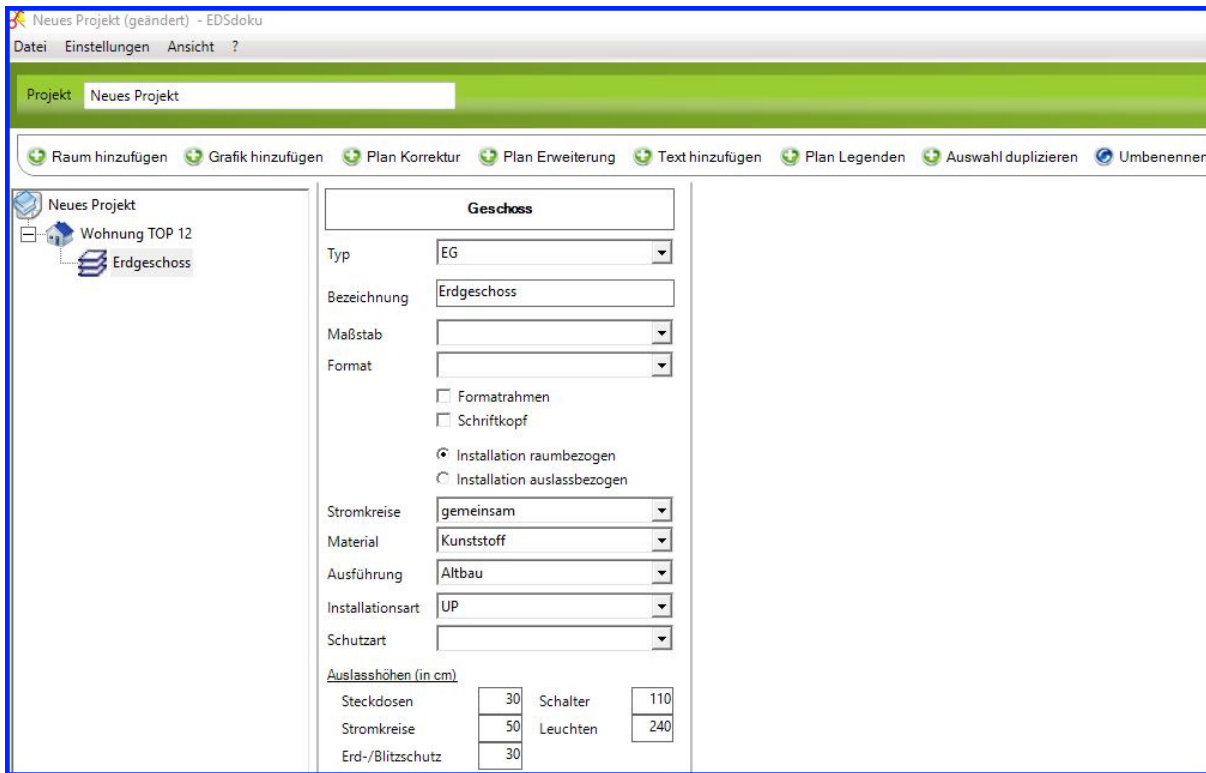 Neues Projekt (geändert) - EDSdoku
Datei Einstellungen Ansicht ?
Projekt Neues Projekt
Raum hinzufügen Grafik hinzufügen Plan Korrektur Plan Erweiterung Text hinzufügen Plan Legenden Auswahl duplizieren Umbenennen
Neues Projekt
Wohnung TOP 12
Erdgeschoss
Geschoss
Typ EG
Bezeichnung Erdgeschoss
Maßstab
Format
Formatrahmen
Schriftkopf
Installation raumbezogen
Installation auslassbezogen
Stromkreise gemeinsam
Material Kunststoff
Ausführung Altbau
Installationsart UP
Schutzart
Auslasshöhen (in cm)
Steckdosen 30 Schalter 110
Stromkreise 50 Leuchten 240
Erd-/Blitzschutz 30